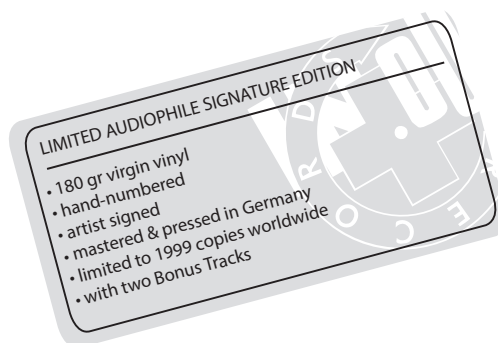 LIMITED AUDIOPHILE SIGNATURE EDITION
• 180 gr virgin vinyl
• hand-numbered
• artist signed
• mastered & pressed in Germany
• limited to 1999 copies worldwide
• with two Bonus Tracks